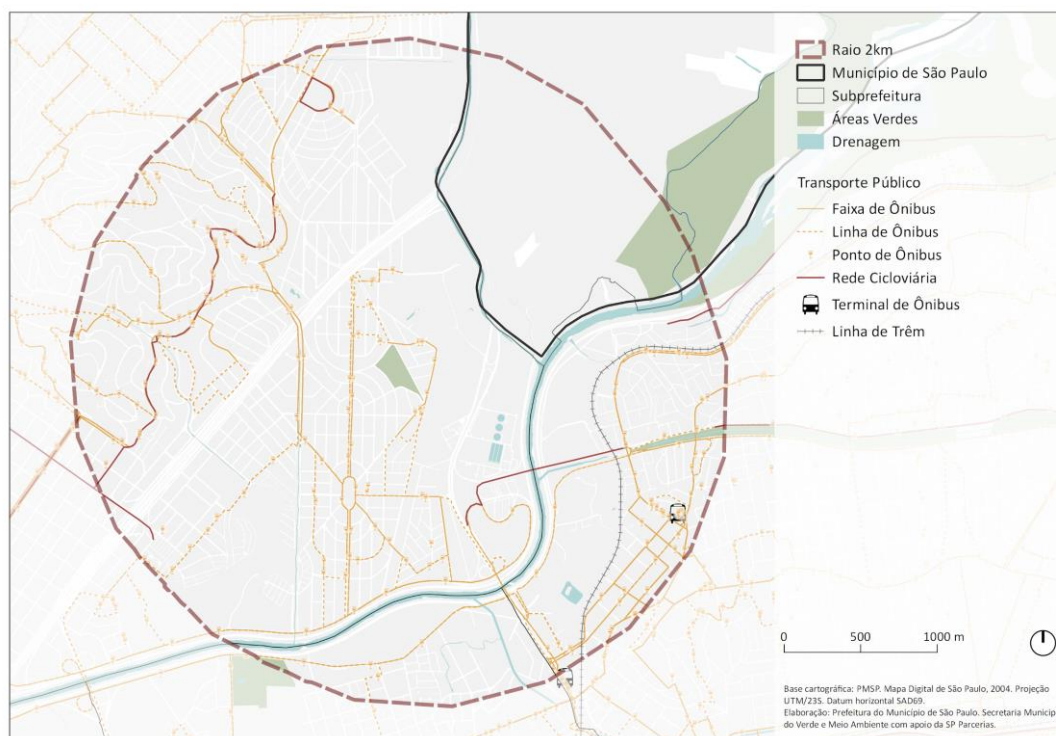 Raio 2km
Município de São Paulo
Subprefeitura
Áreas Verdes
Drenagem
Transporte Público
Faixa de Ônibus
Linha de Ônibus
Ponto de Ônibus
Rede Cicloviária
Terminal de Ônibus
Linha de Trêm
0 500 1000 m
Base cartográfica: PMSP. Mapa Digital de São Paulo, 2004. Projeção
UTM/23S. Datum horizontal SAD69.
Elaboração: Prefeitura do Município de São Paulo. Secretaria Municip
do Verde e Meio Ambiente com apoio da SP Parcerias.